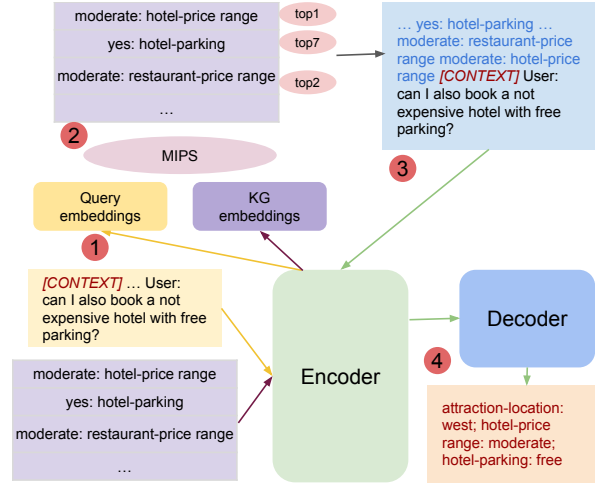 moderate: hotel-price range
top1
yes: hotel-parking
top7
moderate: restaurant-price range
top2
...
… yes: hotel-parking …
moderate: restaurant-price
range moderate: hotel-price
range [CONTEXT] User:
can I also book a not
expensive hotel with free
parking?
2
MIPS
3
Query
embeddings
KG
embeddings
1
[CONTEXT] … User:
can I also book a not
expensive hotel with free
parking?
Encoder
Decoder
4
moderate: hotel-price range
yes: hotel-parking
moderate: restaurant-price range
...
attraction-location:
west; hotel-price
range: moderate;
hotel-parking: free